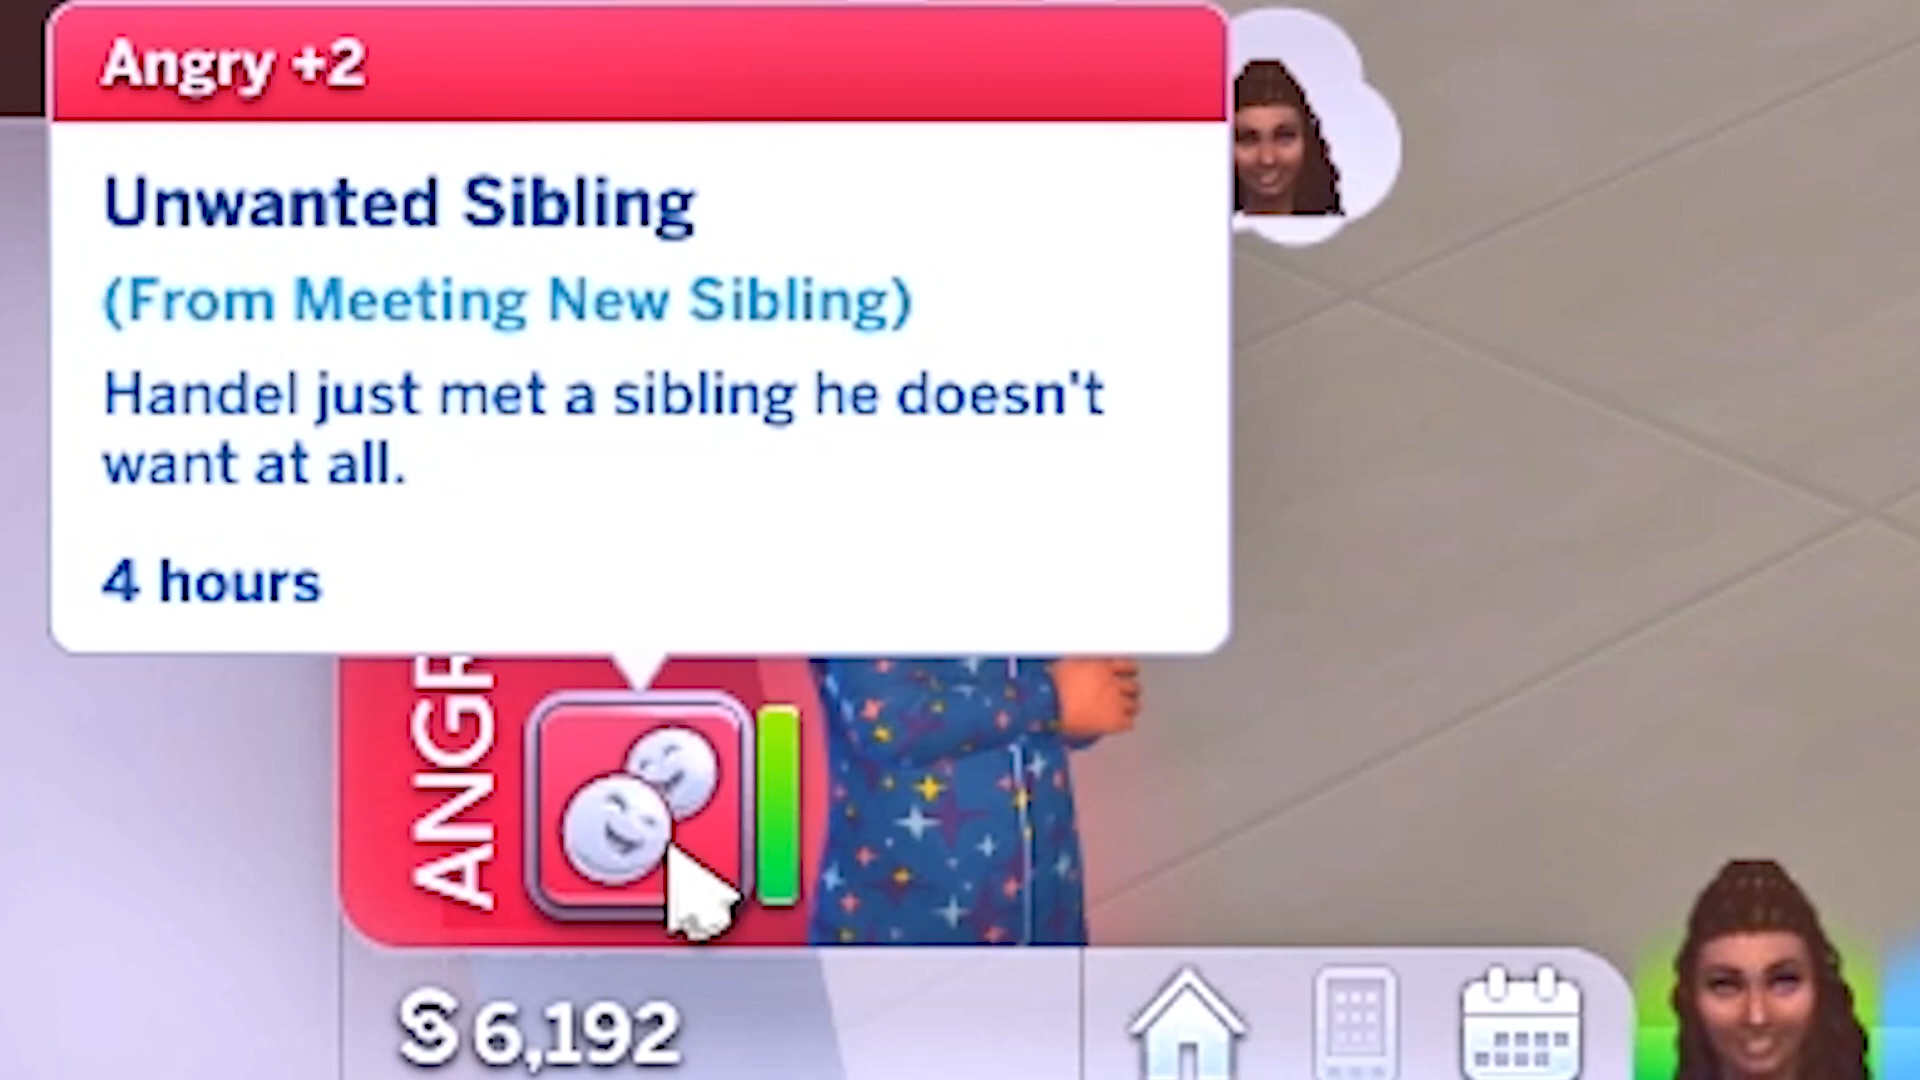 Angry +2
Unwanted Sibling
(From Meeting New Sibling)
Handel just met a sibling he doesn't
want at all.
4 hours
ANGR
§6,192